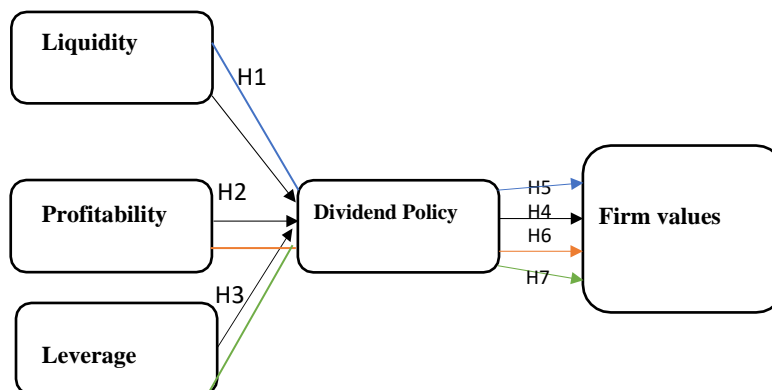 Liquidity
H1
Profitability
H2
Dividend Policy
H5
H4
H6
H7
Firm values
H3
Leverage